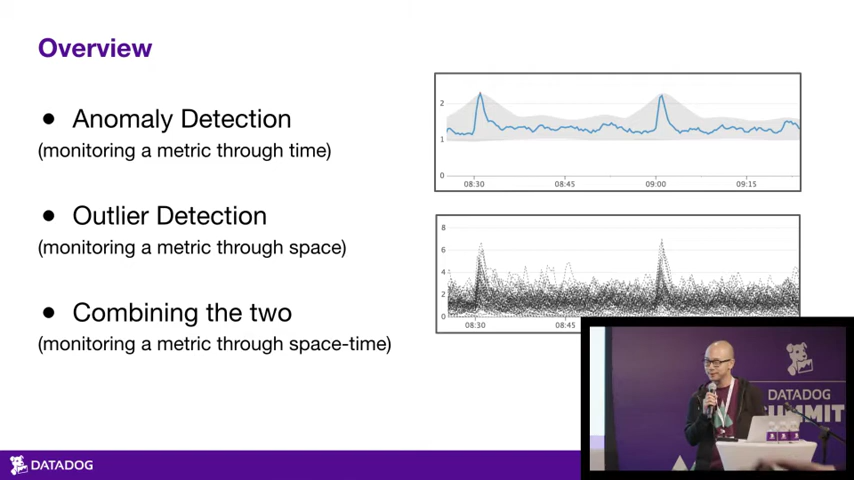 Overview
● Anomaly Detection
(monitoring a metric through time)
● Outlier Detection
(monitoring a metric through space)
● Combining the two
(monitoring a metric through space-time)
2
1
0
08:30 08:45 09:00 09:15
8
6
4
2
0
08:30 08:45
DATADOG
SUMMIT
DATADOG